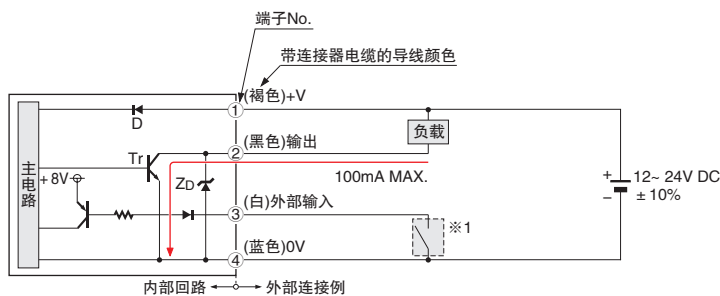 端子No.
带连接器电缆的导线颜色
(褐色)+V
1
D
(黑色)输出
2
负载
Tr
主电路
+8V
ZD
100mA MAX.
+
12~ 24V DC
−
± 10%
(白)外部输入
3
※1
(蓝色)0V
4
内部回路
外部连接例